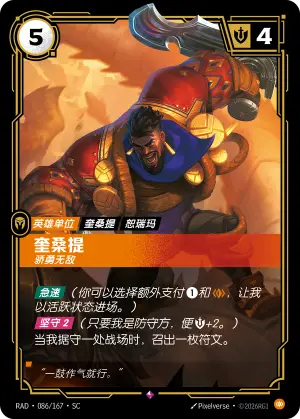 5
4
英雄单位 奎桑提 恕瑞玛
奎桑提
骄勇无敌
急速 （你可以选择额外支付1和，让我
以活跃状态进场。）
坚守 2 （只要我是防守方，便+2。）
当我据守一处战场时，召出一枚符文。
“一鼓作气就行。”
RAD · 086/167 · SC
Pixelverse ©2026RG1